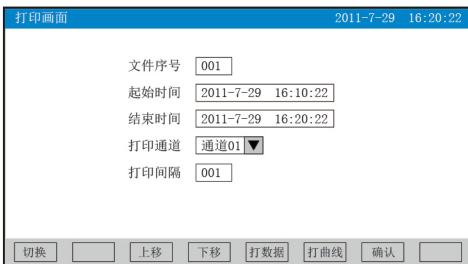 打印画面 2011-7-29 16:20:22
文件序号 001
起始时间 2011-7-29 16:10:22
结束时间 2011-7-29 16:20:22
打印通道 通道01▼
打印间隔 001
切换 上移 下移 打数据 打曲线 确认